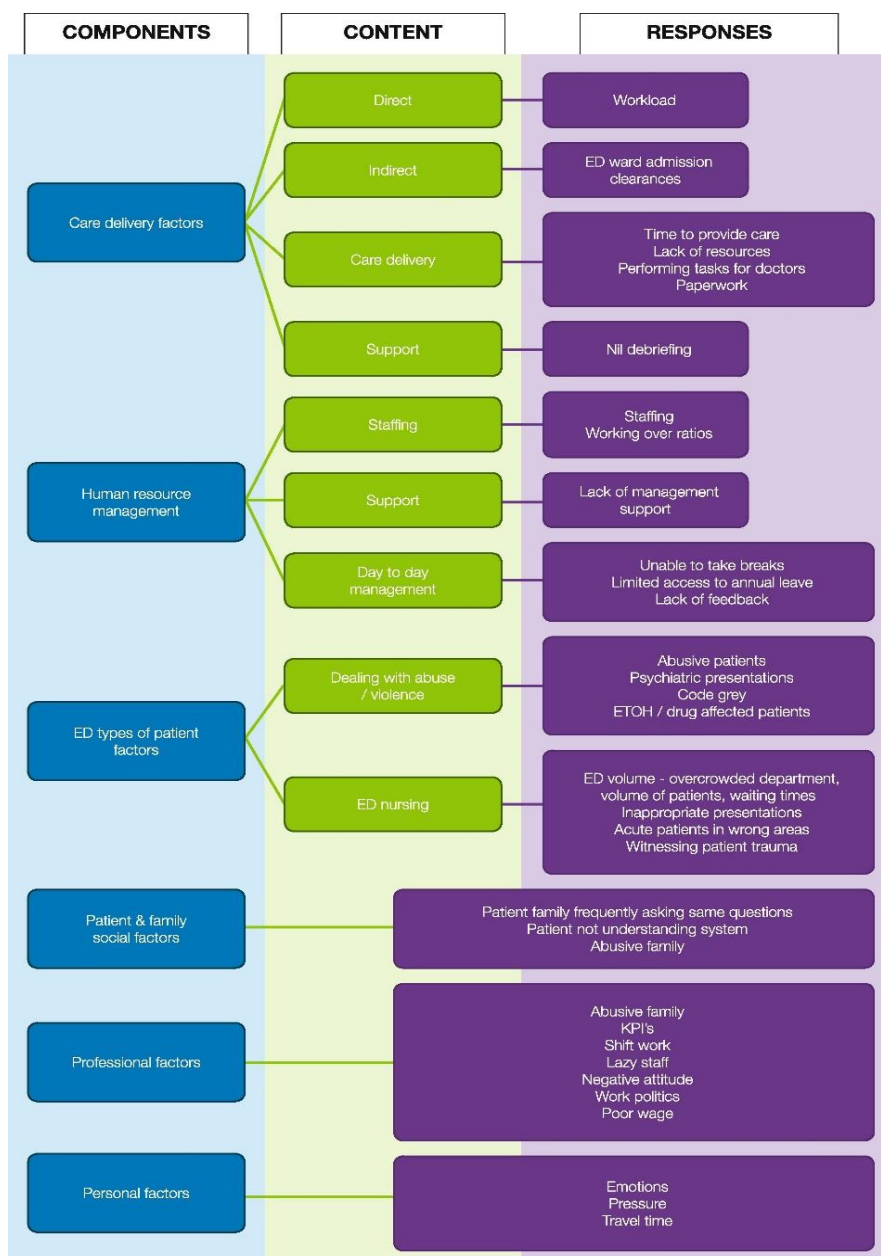 COMPONENTS
CONTENT
RESPONSES
Care delivery factors
Direct
Workload
Indirect
ED ward admission
clearances
Care delivery
Time to provide care
Lack of resources
Performing tasks for doctors
Paperwork
Support
Nil debriefing
Human resource
management
Staffing
Staffing
Working over ratios
Support
Lack of management
support
Day to day
management
Unable to take breaks
Limited access to annual leave
Lack of feedback
ED types of patient
factors
Dealing with abuse
/ violence
Abusive patients
Psychiatric presentations
Code grey
ETOH / drug affected patients
ED nursing
ED volume - overcrowded department,
volume of patients, waiting times
Inappropriate presentations
Acute patients in wrong areas
Witnessing patient trauma
Patient & family
social factors
Patient family frequently asking same questions
Patient not understanding system
Abusive family
Professional factors
Abusive family
KPI's
Shift work
Lazy staff
Negative attitude
Work politics
Poor wage
Personal factors
Emotions
Pressure
Travel time